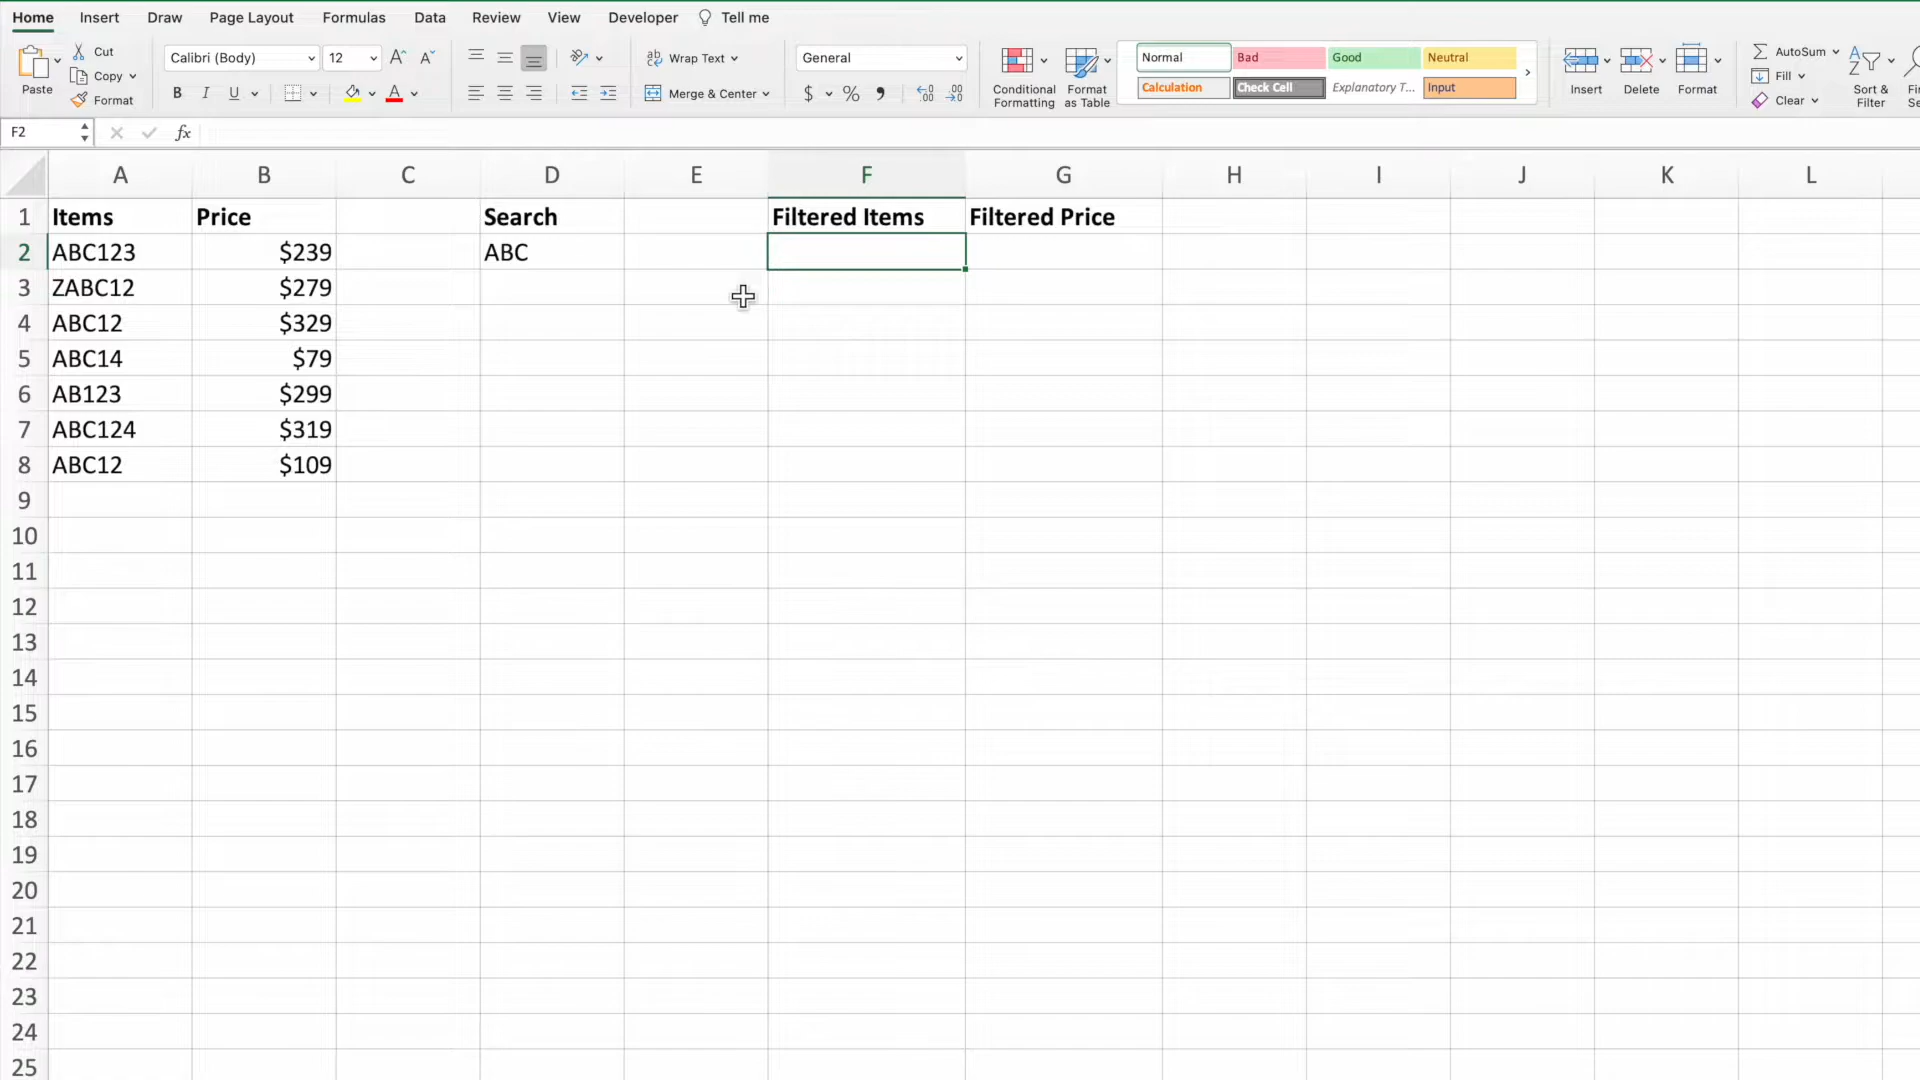 Home Insert Draw Page Layout Formulas Data Review View Developer Tell me
Paste
Cut
Copy
Format
Calibri (Body) 12 A A
B I U A
ab Wrap Text
Merge & Center
General
$ % 9
Conditional Formatting
Format as Table
Normal Bad Good Neutral
Calculation Check Cell Explanatory T... Input
Insert Delete Format
AutoSum
Fill
Clear
Sort & Filter
F2 fx
A B C D E F G H I J K L
1 Items Price Search Filtered Items Filtered Price
2 ABC123 $239 ABC
3 ZABC12 $279
4 ABC12 $329
5 ABC14 $79
6 AB123 $299
7 ABC124 $319
8 ABC12 $109
9
10
11
12
13
14
15
16
17
18
19
20
21
22
23
24
25